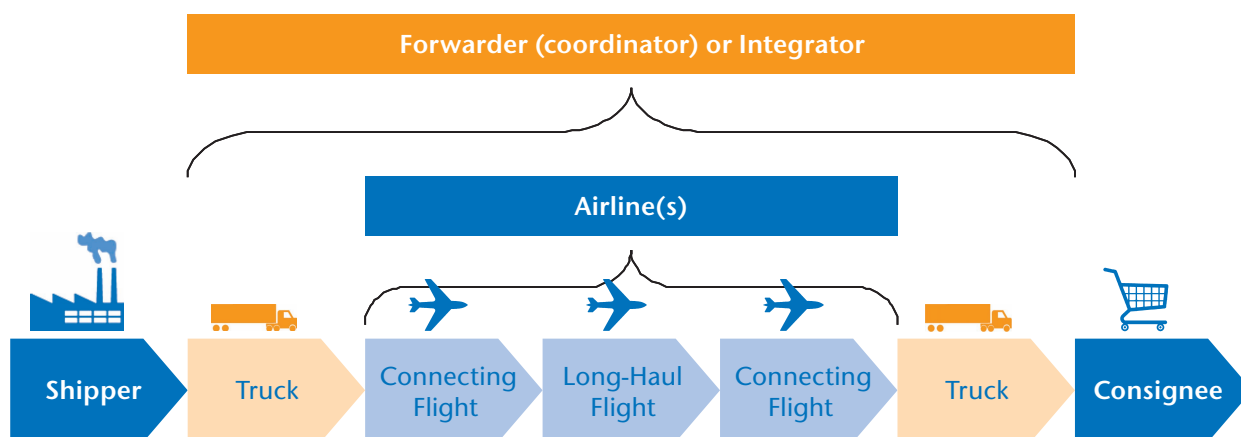 Forwarder (coordinator) or Integrator
Airline(s)
Shipper
Truck
Connecting
Flight
Long-Haul
Flight
Connecting
Flight
Truck
Consignee